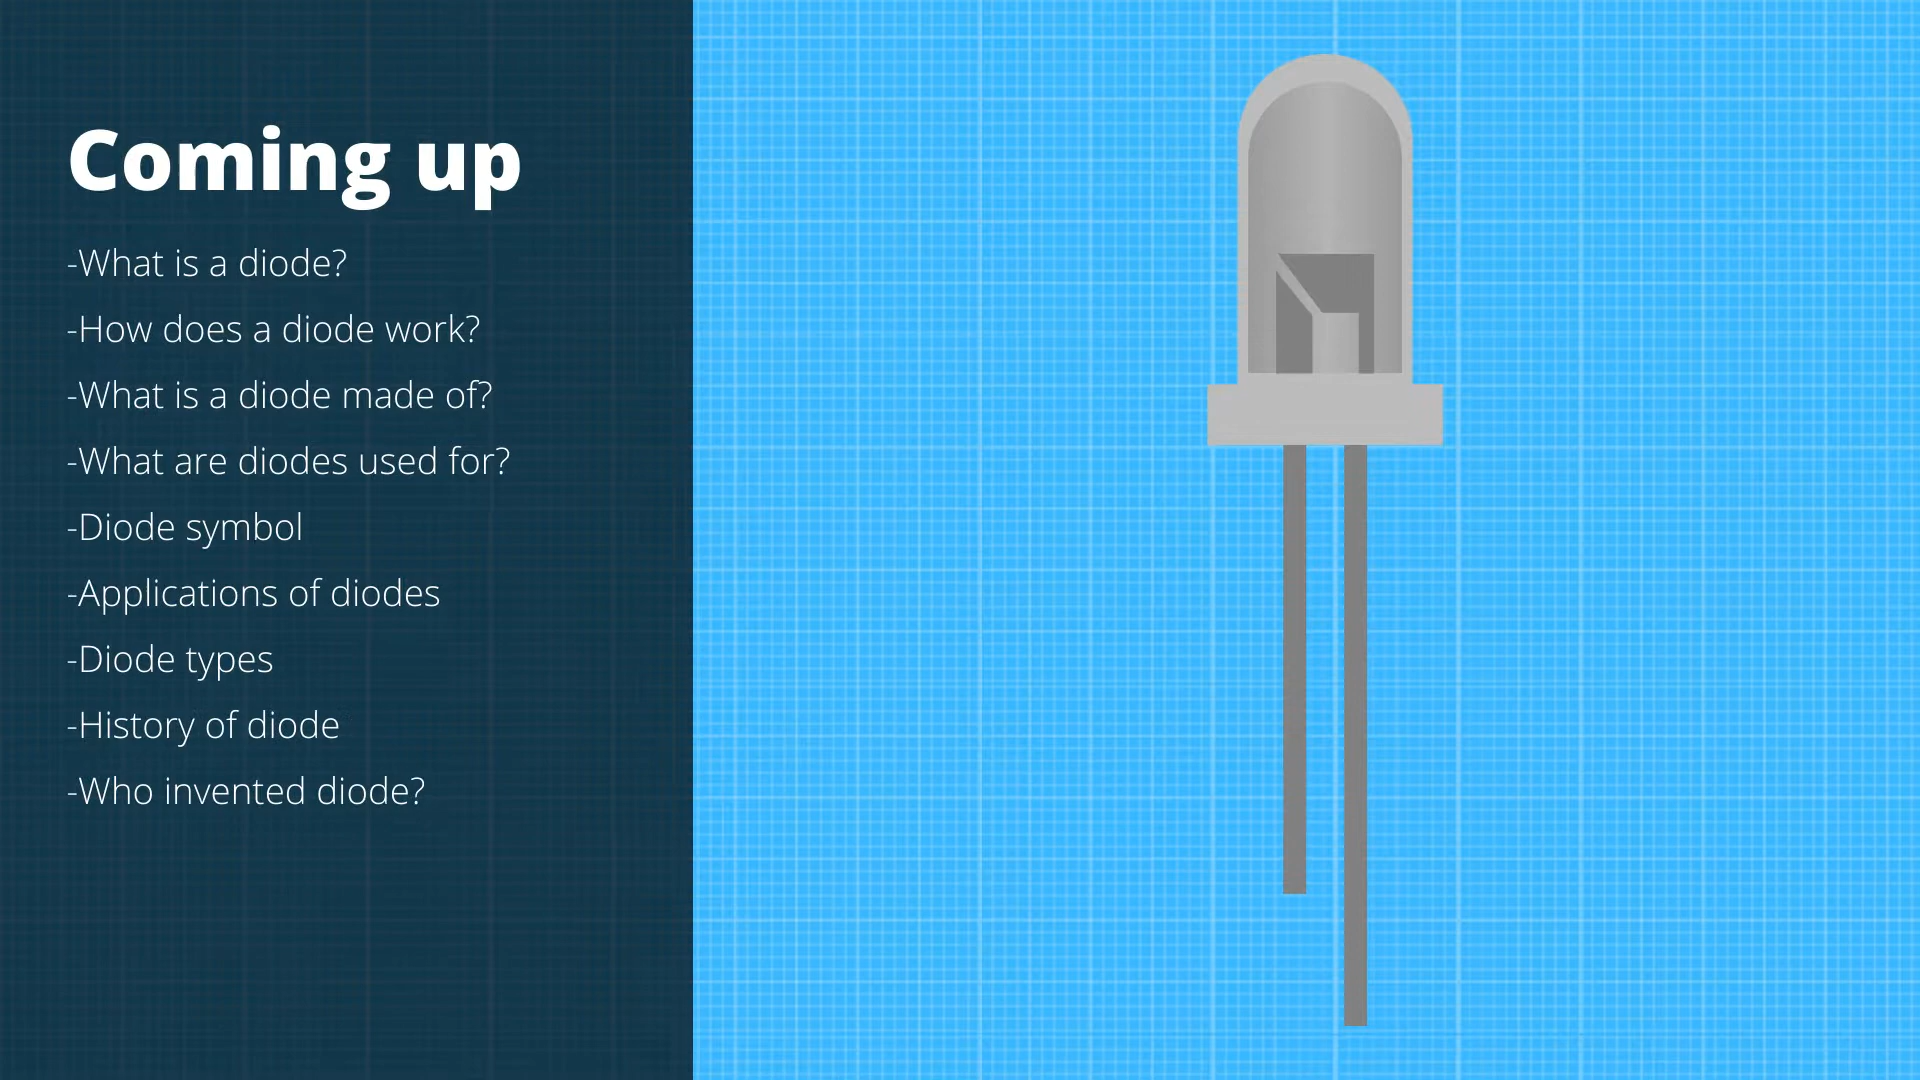 Coming up
-What is a diode?
-How does a diode work?
-What is a diode made of?
-What are diodes used for?
-Diode symbol
-Applications of diodes
-Diode types
-History of diode
-Who invented diode?